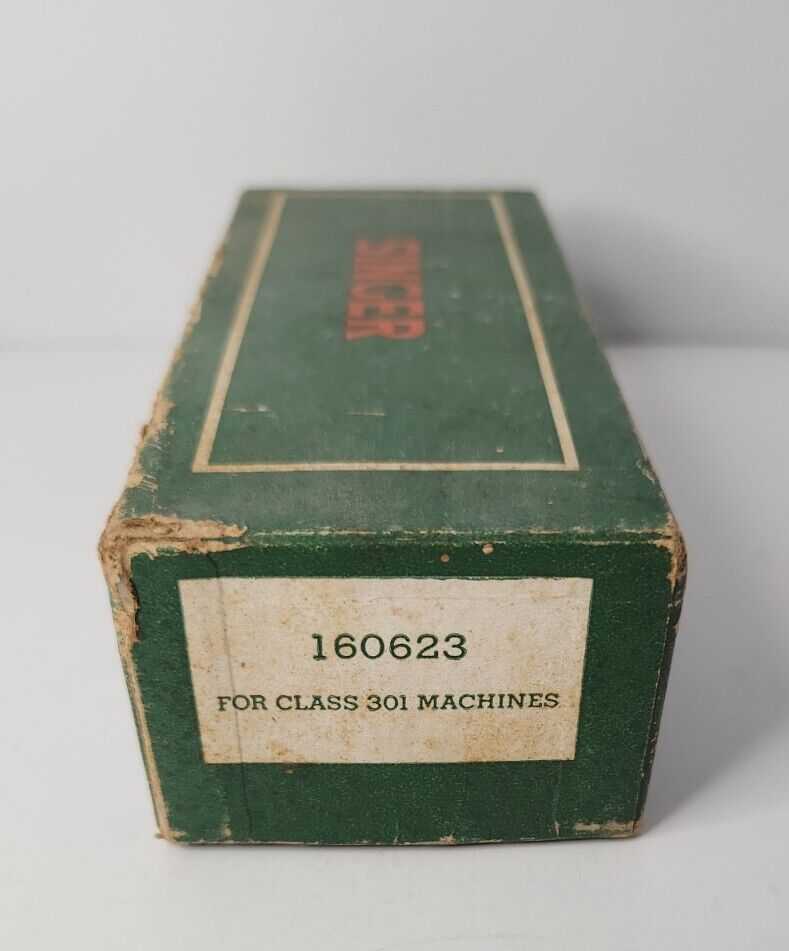 SINGER
160623
FOR CLASS 301 MACHINES